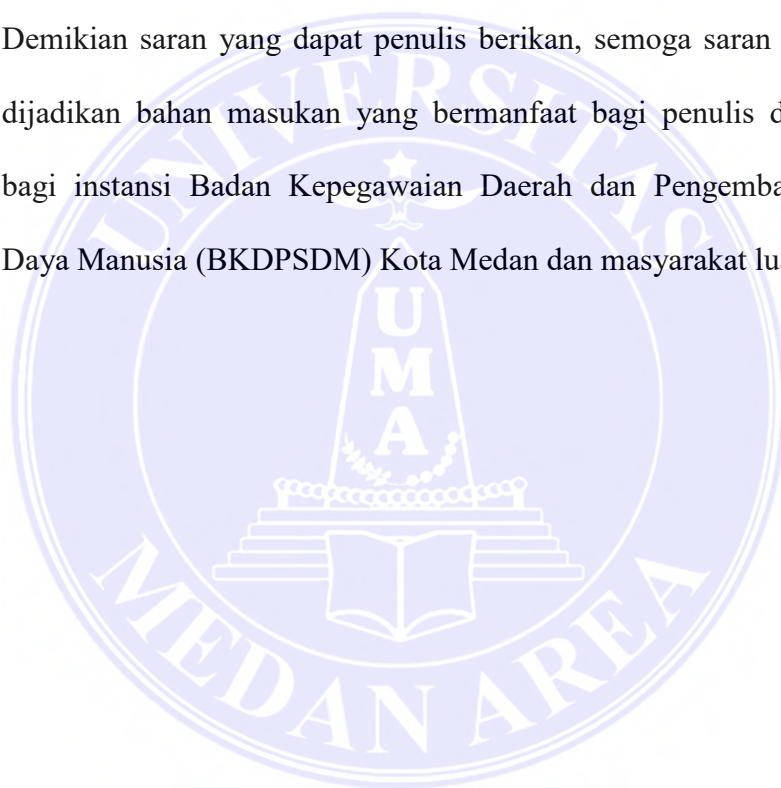 Demikian saran yang dapat penulis berikan, semoga saran
dijadikan bahan masukan yang bermanfaat bagi penulis
bagi instansi Badan Kepegawaian Daerah dan
Daya Manusia (BKDPSDM) Kota Medan dan masyarakat
UNIVERSITAS
U
M
A
MEDAN AREA